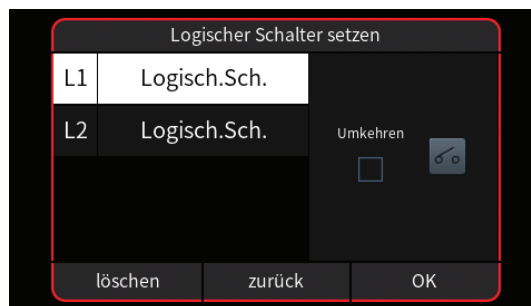 Logischer Schalter setzen
L1 Logisch.Sch.
L2 Logisch.Sch.
Umkehren
löschen zurück OK